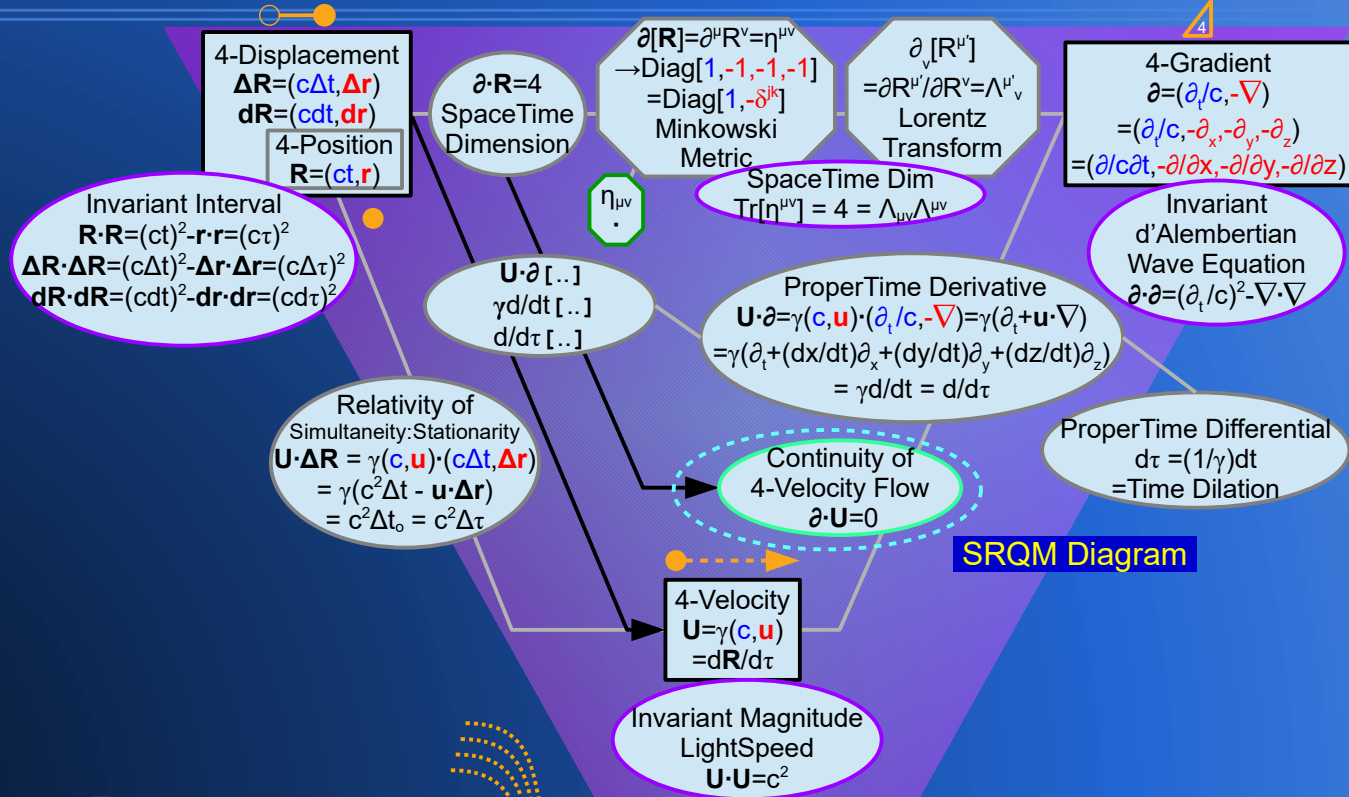 4-Displacement
ΔR=(cΔt,Δr)
dR=(cdt,dr)
4-Position
R=(ct,r)
Invariant Interval
R·R=(ct)²-r·r=(cτ)²
ΔR·ΔR=(cΔt)²-Δr·Δr=(cΔτ)²
dR·dR=(cdt)²-dr·dr=(cdτ)²
∂·R=4
SpaceTime
Dimension
∂[R]=∂^μR^ν=η^μν
→Diag[1,-1,-1,-1]
=Diag[1,-δ^jk]
Minkowski
Metric
η_μν
·
∂_ν[R^μ′]
=∂R^μ′/∂R^ν=Λ^μ′_ν
Lorentz
Transform
SpaceTime Dim
Tr[η^μν] = 4 = Λ_μνΛ^μν
4
4-Gradient
∂=(∂_t/c,-∇)
=(∂_t/c,-∂_x,-∂_y,-∂_z)
=(∂/c∂t,-∂/∂x,-∂/∂y,-∂/∂z)
Invariant
d’Alembertian
Wave Equation
∂·∂=(∂_t/c)²-∇·∇
U·∂[..]
γd/dt [..]
d/dτ [..]
ProperTime Derivative
U·∂=γ(c,u)·(∂_t/c,-∇)=γ(∂_t+u·∇)
=γ(∂_t+(dx/dt)∂_x+(dy/dt)∂_y+(dz/dt)∂_z)
= γd/dt = d/dτ
Relativity of
Simultaneity:Stationarity
U·ΔR = γ(c,u)·(cΔt,Δr)
= γ(c²Δt - u·Δr)
= c²Δt_o = c²Δτ
ProperTime Differential
dτ =(1/γ)dt
=Time Dilation
Continuity of
4-Velocity Flow
∂·U=0
SRQM Diagram
4-Velocity
U=γ(c,u)
=dR/dτ
Invariant Magnitude
LightSpeed
U·U=c²